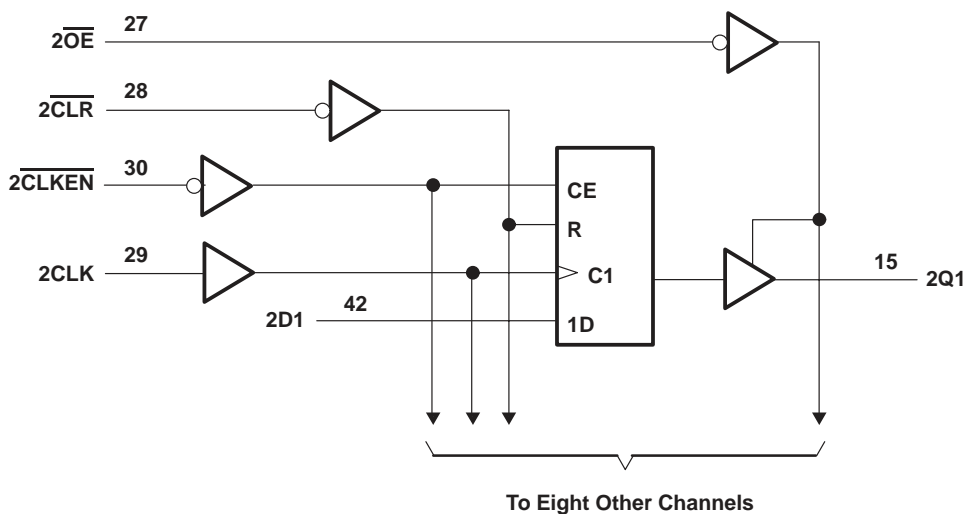 2OE 27
2CLR 28
2CLKEN 30
2CLK 29
2D1 42
CE
R
C1
1D
15 2Q1
To Eight Other Channels